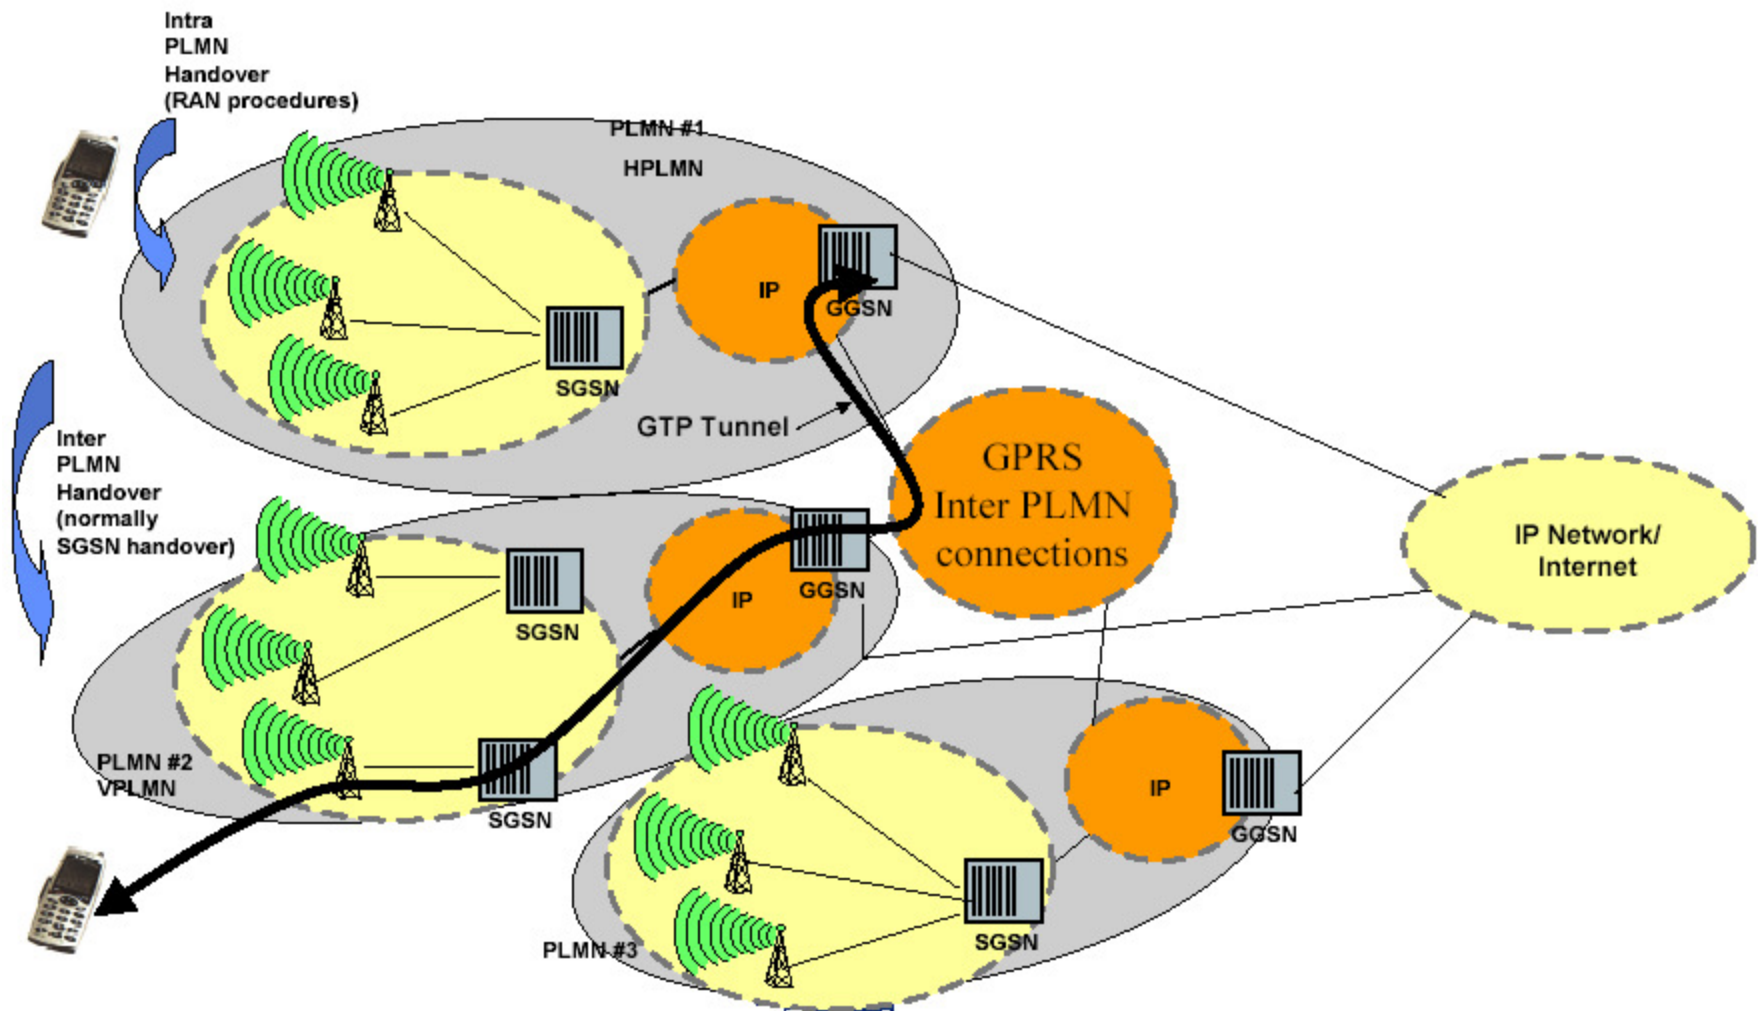 Intra
PLMN
Handover
(RAN procedures)
PLMN #1
HPLMN
IP
GGSN
SGSN
GTP Tunnel
Inter
PLMN
Handover
(normally
SGSN handover)
GPRS
Inter PLMN
connections
IP Network/
Internet
SGSN
IP
GGSN
PLMN #2
VPLMN
SGSN
IP
GGSN
SGSN
PLMN #3